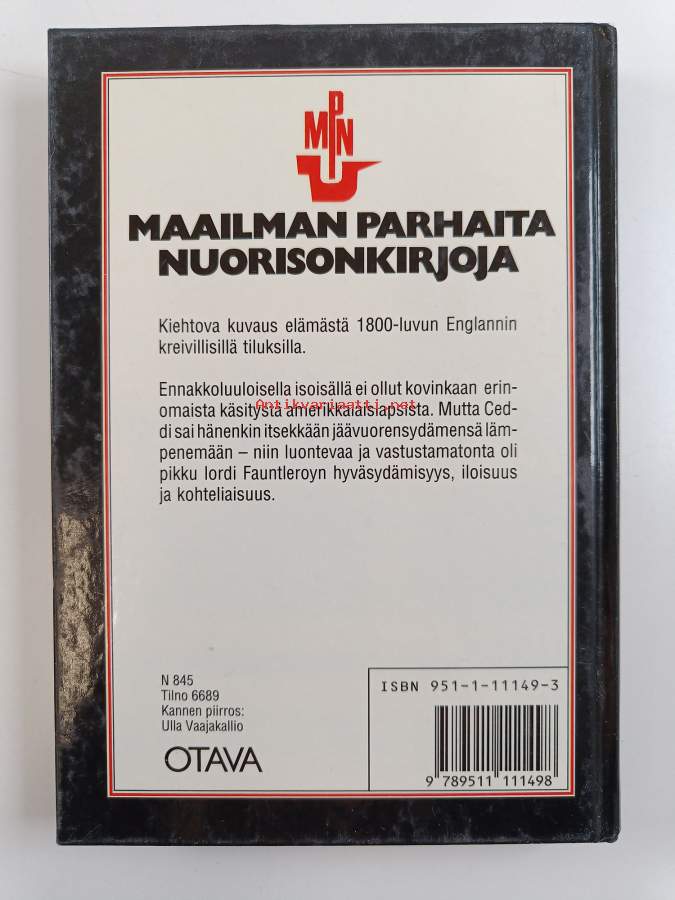 MPN
MAAILMAN PARHAITA
NUORISONKIRJOJA
Kiehtova kuvaus elämästä 1800-luvun Englannin
kreivillisillä tiluksilla.
Ennakkoluuloisella isoisällä ei ollut kovinkaan erin-
omaista käsitystä amerikkalaislapsista. Mutta Ced-
Antikvariaatti.net
di sai hänenkin itsekkään jäävuorensydämensä läm-
penemään – niin luontevaa ja vastustamatonta oli
pikku lordi Fauntleroyn hyväsydämisyys, iloisuus
ja kohteliaisuus.
N 845
Tilno 6689
Kannen piirros:
Ulla Vaajakallio
OTAVA
ISBN 951-1-11149-3
9 789511 111498